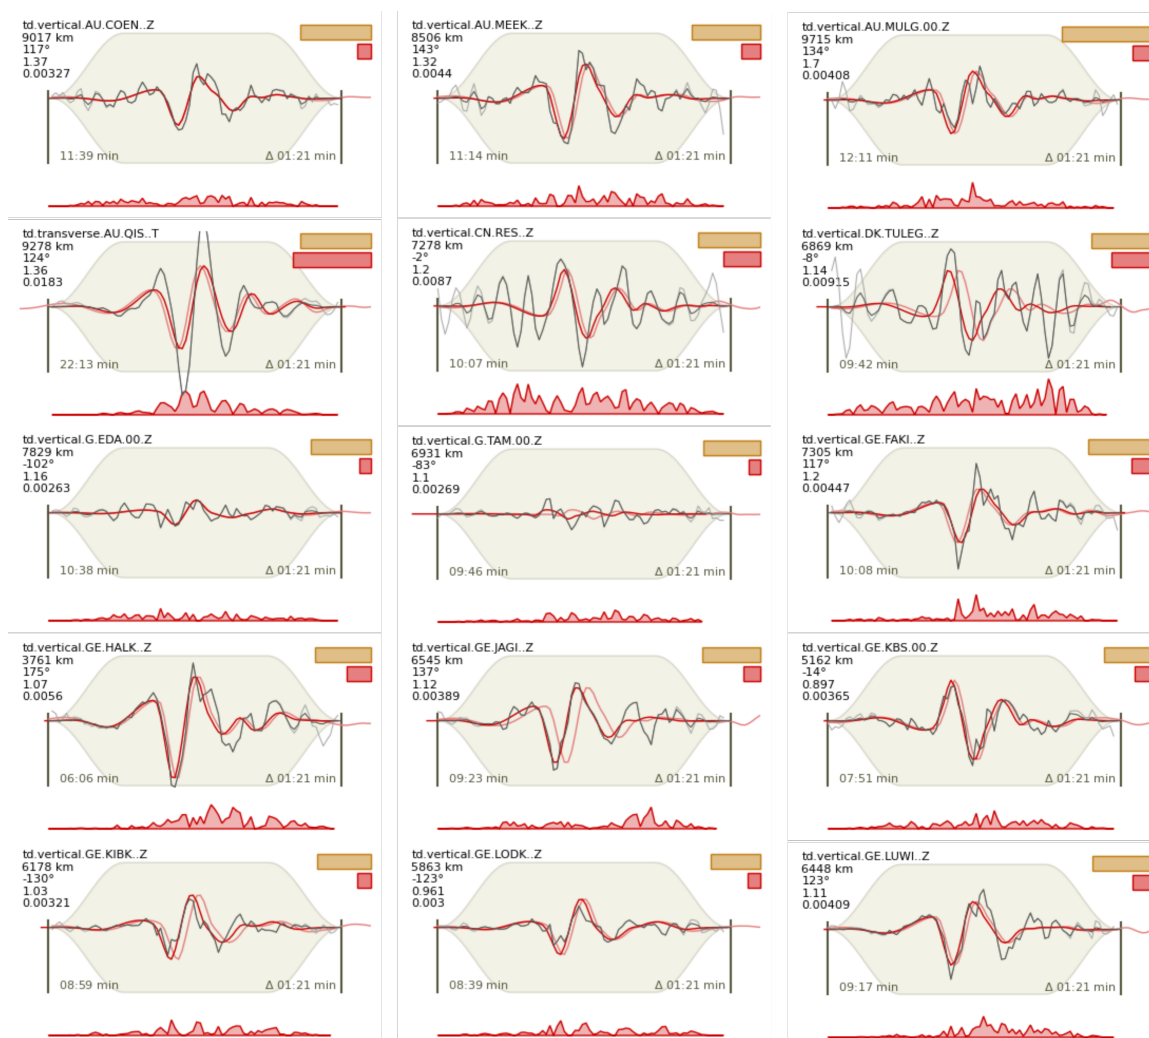 td.vertical.AU.COEN..Z
9017 km
117°
1.37
0.00327
11:39 min
Δ 01:21 min
td.vertical.AU.MEEK..Z
8506 km
143°
1.32
0.0044
11:14 min
Δ 01:21 min
td.vertical.AU.MULG.00.Z
9715 km
134°
1.7
0.00408
12:11 min
Δ 01:21 min
td.transverse.AU.QIS..T
9278 km
124°
1.36
0.0183
22:13 min
Δ 01:21 min
td.vertical.CN.RES..Z
7278 km
-2°
1.2
0.0087
10:07 min
Δ 01:21 min
td.vertical.DK.TULEG..Z
6869 km
-8°
1.14
0.00915
09:42 min
Δ 01:21 min
td.vertical.G.EDA.00.Z
7829 km
-102°
1.16
0.00263
10:38 min
Δ 01:21 min
td.vertical.G.TAM.00.Z
6931 km
-83°
1.1
0.00269
09:46 min
Δ 01:21 min
td.vertical.GE.FAKI..Z
7305 km
117°
1.2
0.00447
10:08 min
Δ 01:21 min
td.vertical.GE.HALK..Z
3761 km
175°
1.07
0.0056
06:06 min
Δ 01:21 min
td.vertical.GE.JAGI..Z
6545 km
137°
1.12
0.00389
09:23 min
Δ 01:21 min
td.vertical.GE.KBS.00.Z
5162 km
-14°
0.897
0.00365
07:51 min
Δ 01:21 min
td.vertical.GE.KIBK..Z
6178 km
-130°
1.03
0.00321
08:59 min
Δ 01:21 min
td.vertical.GE.LODK..Z
5863 km
-123°
0.961
0.003
08:39 min
Δ 01:21 min
td.vertical.GE.LUWI..Z
6448 km
123°
1.11
0.00409
09:17 min
Δ 01:21 min